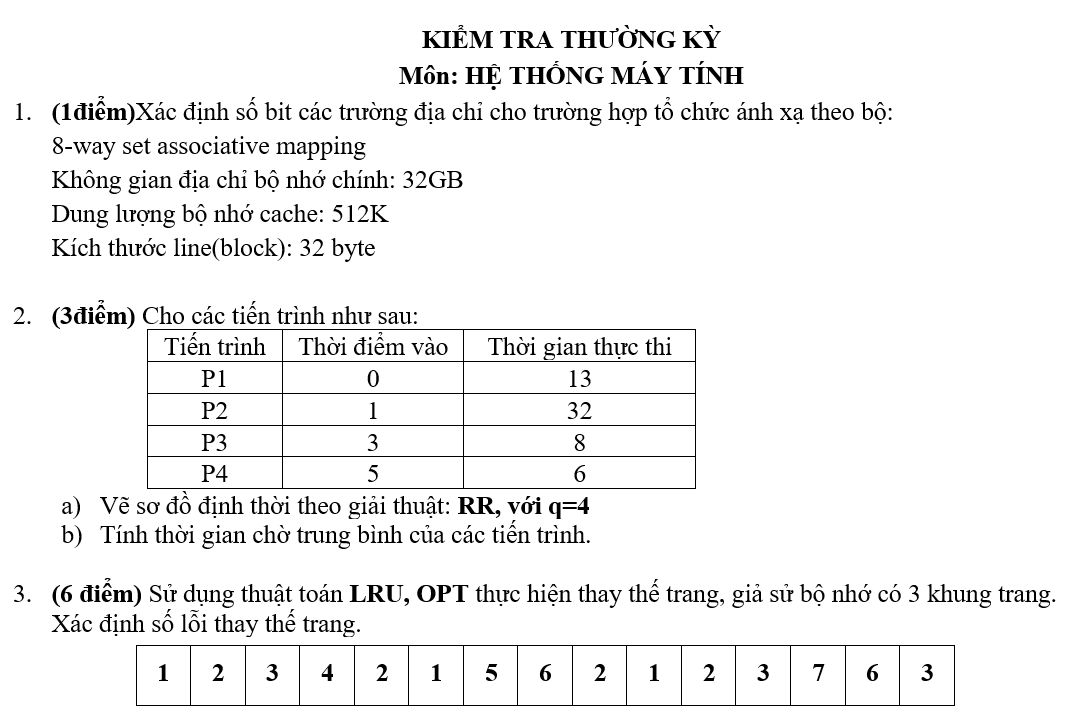 KIỂM TRA THƯỜNG KỲ
Môn: HỆ THỐNG MÁY TÍNH
1. (1điểm)Xác định số bit các trường địa chỉ cho trường hợp tổ chức ánh xạ theo bộ:
8-way set associative mapping
Không gian địa chỉ bộ nhớ chính: 32GB
Dung lượng bộ nhớ cache: 512K
Kích thước line(block): 32 byte
2. (3điểm) Cho các tiến trình như sau:
Tiến trình Thời điểm vào Thời gian thực thi
P1 0 13
P2 1 32
P3 3 8
P4 5 6
a) Vẽ sơ đồ định thời theo giải thuật: RR, với q=4
b) Tính thời gian chờ trung bình của các tiến trình.
3. (6 điểm) Sử dụng thuật toán LRU, OPT thực hiện thay thế trang, giả sử bộ nhớ có 3 khung trang.
Xác định số lỗi thay thế trang.
1 2 3 4 2 1 5 6 2 1 2 3 7 6 3